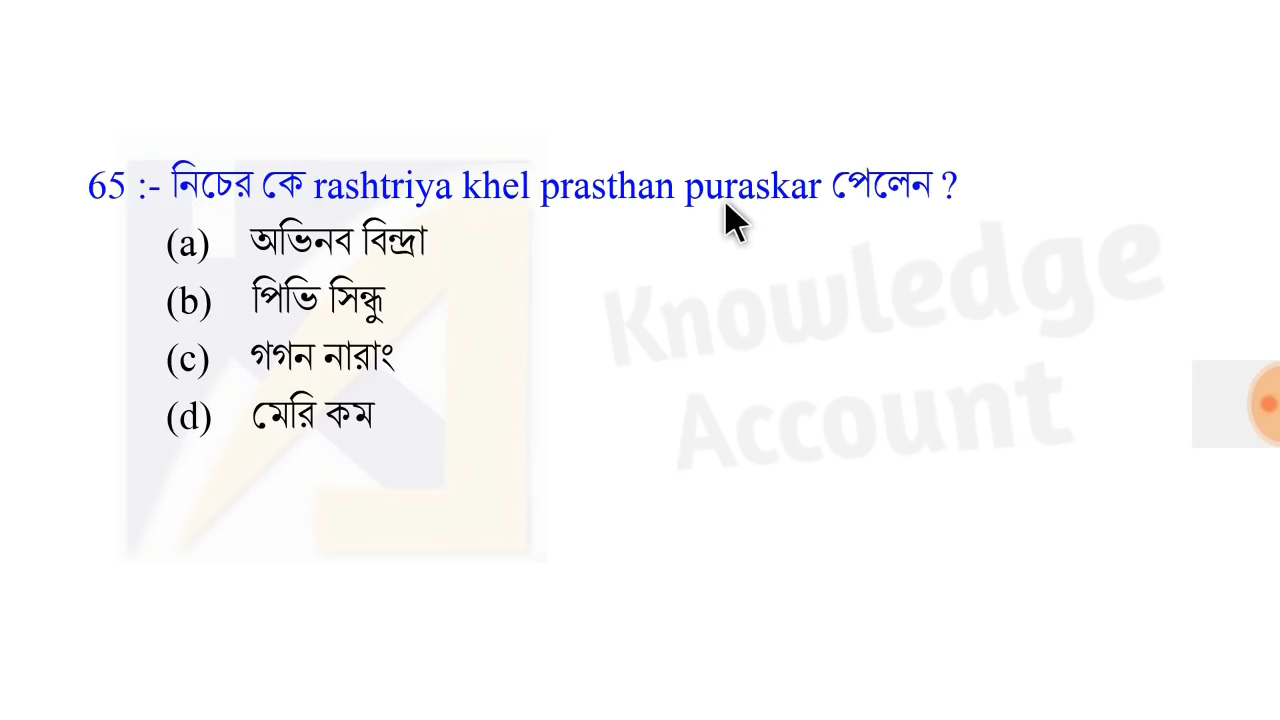 65 :- নিচের কে rashtriya khel prasthan puraskar পেলেন ?
(a) অভিনব বিন্দ্রা
(b) পিভি সিন্ধু
(c) গগন নারাং
(d) মেরি কম
Knowledge
Account